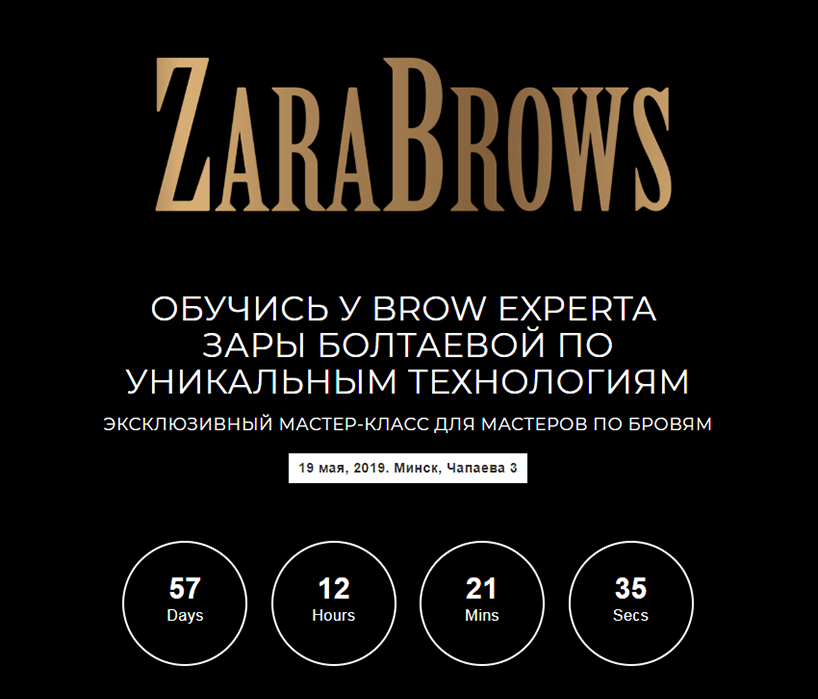 ZARABROWS
ОБУЧИСЬ У BROW EXPERTA
ЗАРЫ БОЛТАЕВОЙ ПО
УНИКАЛЬНЫМ ТЕХНОЛОГИЯМ
ЭКСКЛЮЗИВНЫЙ МАСТЕР-КЛАСС ДЛЯ МАСТЕРОВ ПО БРОВЯМ
19 мая, 2019. Минск, Чапаева 3
57 12 21 35
Days Hours Mins Secs